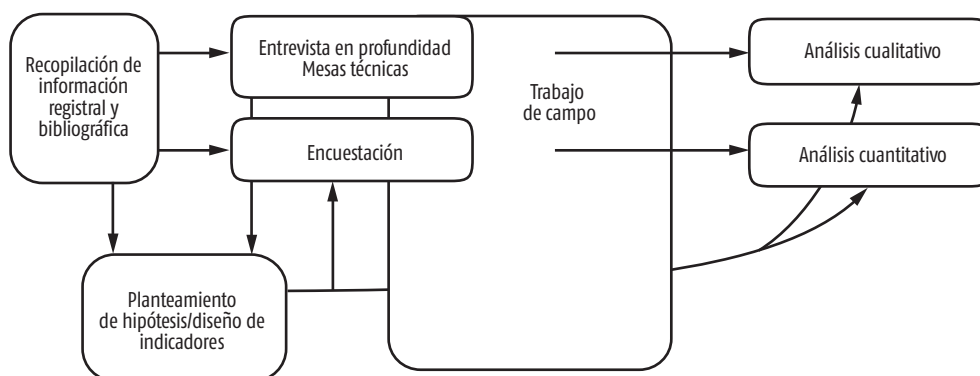 Recopilación de
información
registral y
bibliográfica
Entrevista en profundidad
Mesas técnicas
Encuestación
Planteamiento
de hipótesis/diseño de
indicadores
Trabajo
de campo
Análisis cualitativo
Análisis cuantitativo